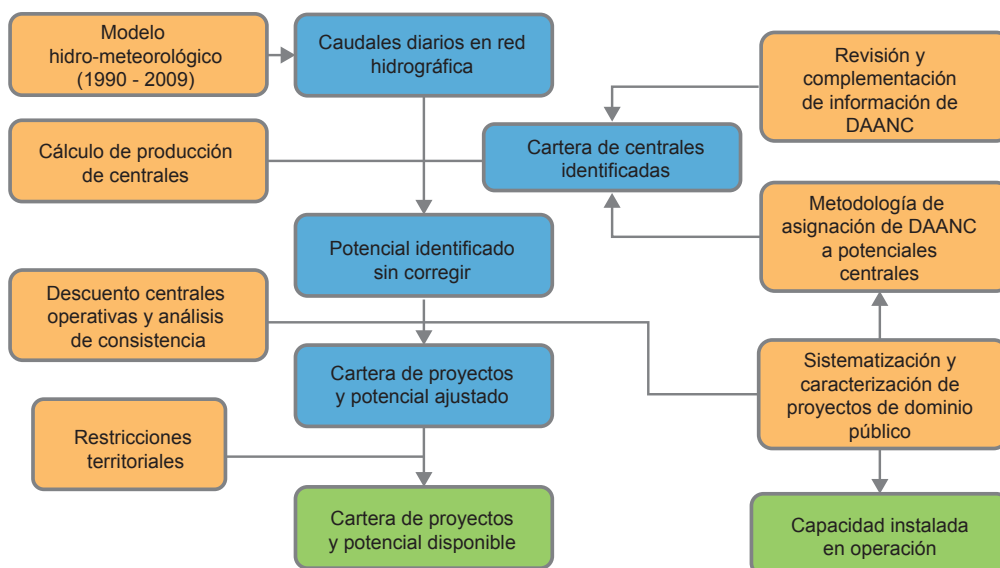 Modelo
hidro-meteorológico
(1990 - 2009)
Caudales diarios en red
hidrográfica
Revisión y
complementación
de información de
DAANC
Cálculo de producción
de centrales
Cartera de centrales
identificadas
Metodología de
asignación de DAANC
a potenciales
centrales
Potencial identificado
sin corregir
Descuento centrales
operativas y análisis
de consistencia
Cartera de proyectos
y potencial ajustado
Sistematización y
caracterización de
proyectos de dominio
público
Restricciones
territoriales
Cartera de proyectos
y potencial disponible
Capacidad instalada
en operación